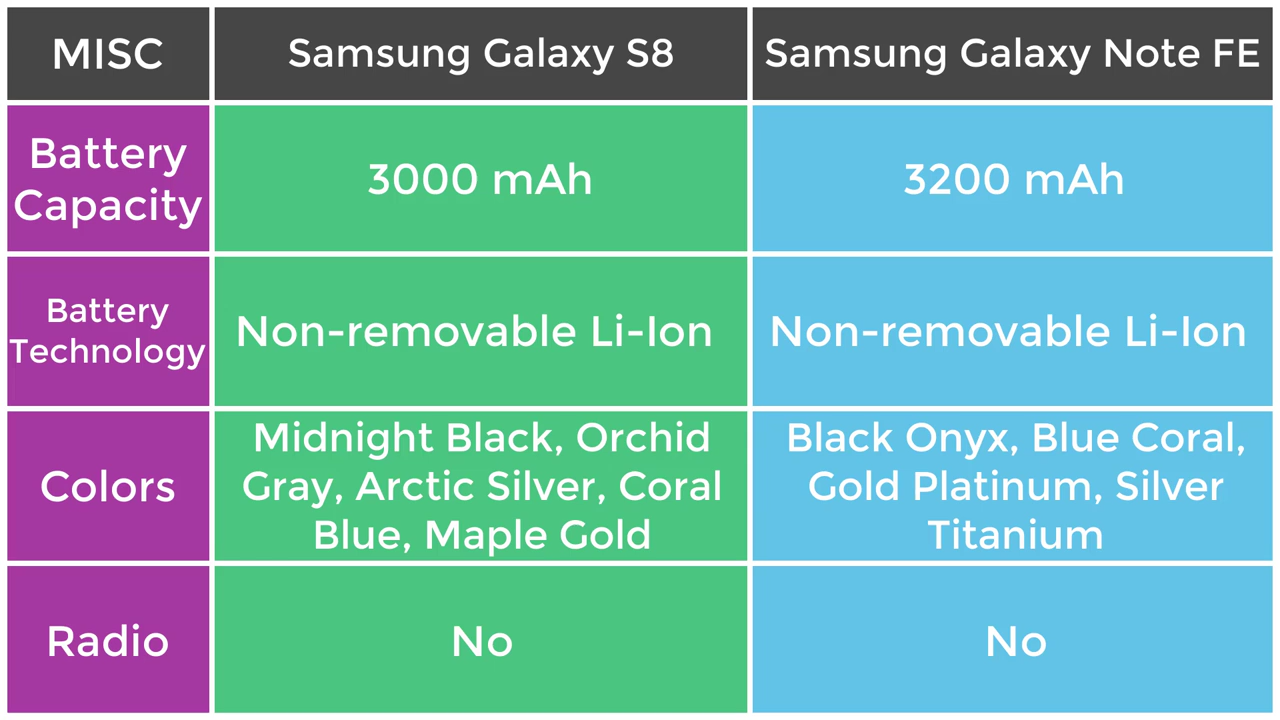 MISC
Samsung Galaxy S8
Samsung Galaxy Note FE
Battery
Capacity
3000 mAh
3200 mAh
Battery
Technology
Non-removable Li-Ion
Non-removable Li-Ion
Colors
Midnight Black, Orchid
Gray, Arctic Silver, Coral
Blue, Maple Gold
Black Onyx, Blue Coral,
Gold Platinum, Silver
Titanium
Radio
No
No